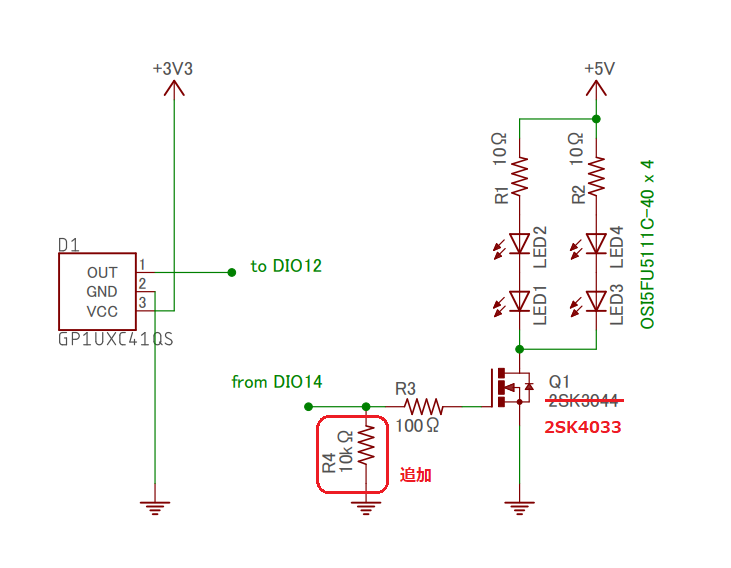 +3V3
+5V
10Ω
R1
10Ω
R2
LED2
LED4
LED1
LED3
OSI5FU5111C-40 x 4
D1
OUT
GND
VCC
1
2
3
GP1UXC41QS
to DIO12
from DIO14
R3
100Ω
R4
10kΩ
追加
Q1
2SK3044
2SK4033